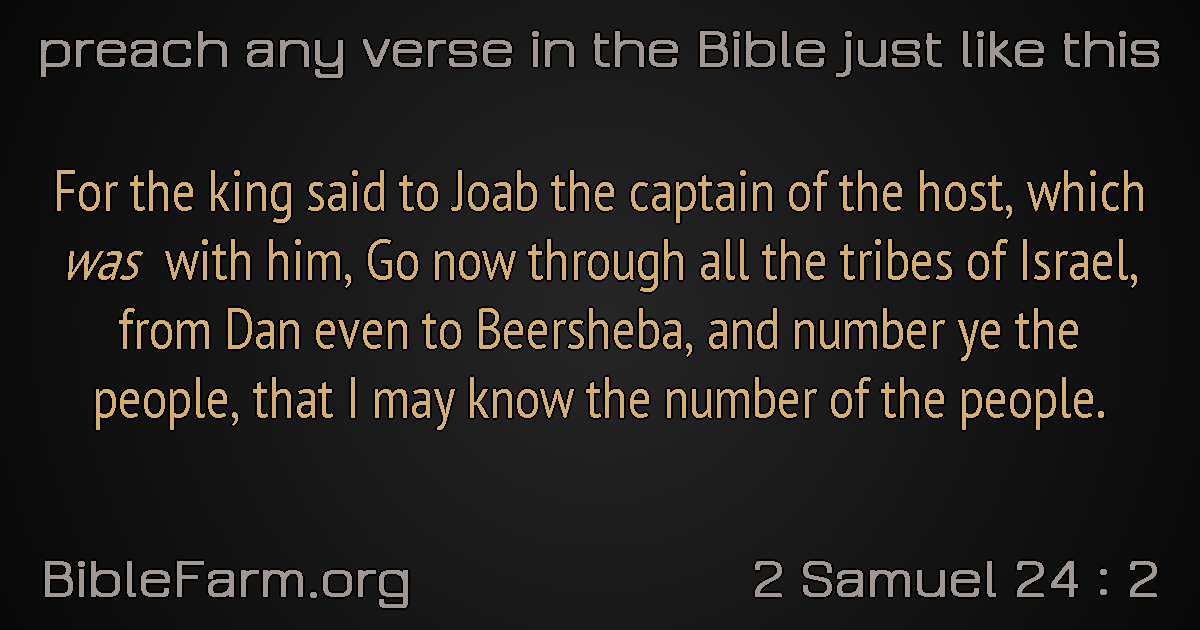 preach any verse in the Bible just like this
For the king said to Joab the captain of the host, which
was with him, Go now through all the tribes of Israel,
from Dan even to Beersheba, and number ye the
people, that I may know the number of the people.
BibleFarm.org
2 Samuel 24 : 2